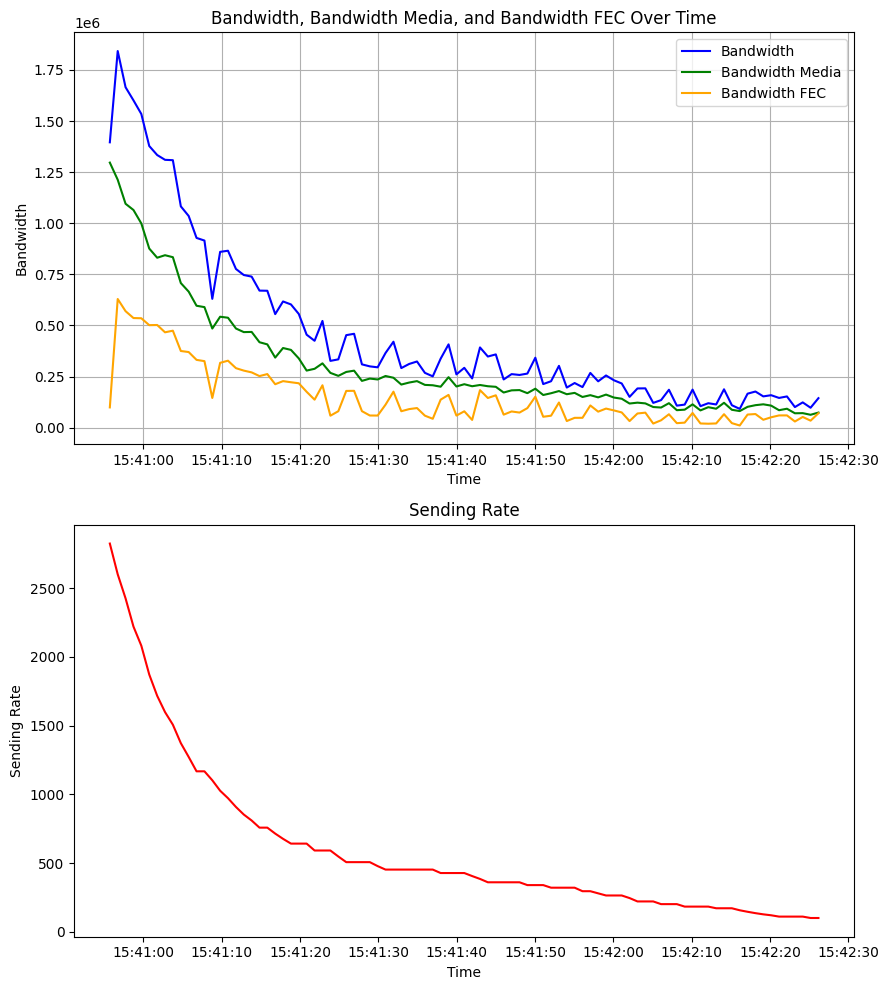 Bandwidth, Bandwidth Media, and Bandwidth FEC Over Time
1e6
Bandwidth
Bandwidth Media
Bandwidth FEC
1.75
1.50
1.25
1.00
0.75
0.50
0.25
0.00
Bandwidth
15:41:00 15:41:10 15:41:20 15:41:30 15:41:40 15:41:50 15:42:00 15:42:10 15:42:20 15:42:30
Time
Sending Rate
2500
2000
1500
1000
500
0
Sending Rate
15:41:00 15:41:10 15:41:20 15:41:30 15:41:40 15:41:50 15:42:00 15:42:10 15:42:20 15:42:30
Time